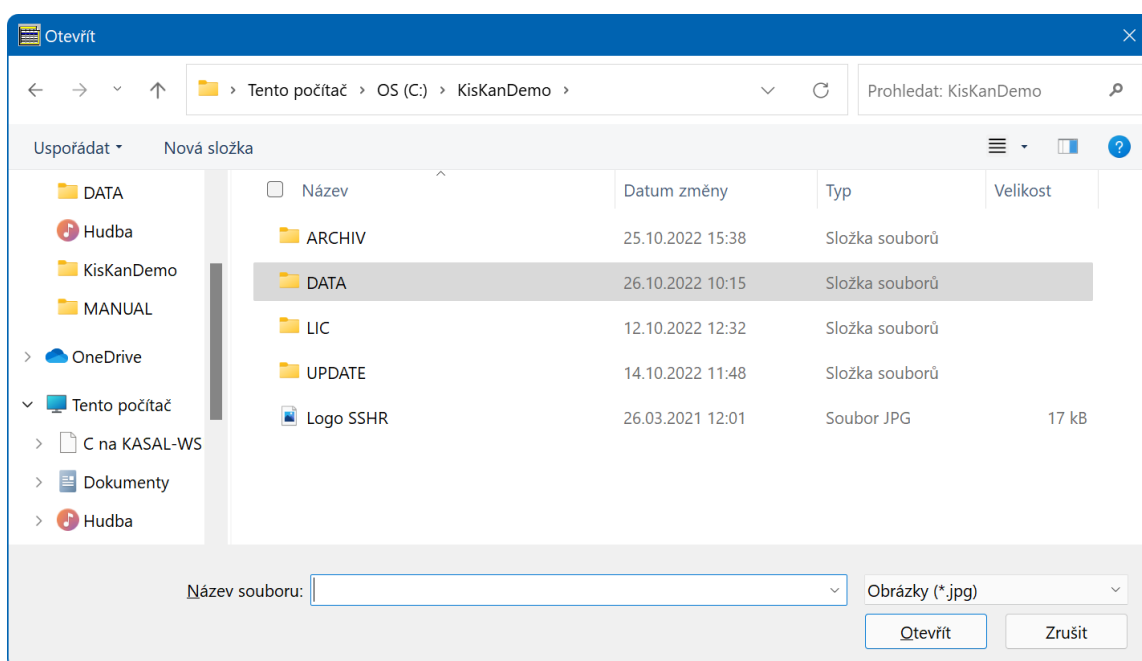 Otevřít
Tento počítač > OS (C:) > KisKanDemo >
Prohledat: KisKanDemo
Uspořádat
Nová složka
?
DATA
Hudba
KisKanDemo
MANUAL
OneDrive
Tento počítač
C na KASAL-WS
Dokumenty
Hudba
Název Datum změny Typ Velikost
ARCHIV 25.10.2022 15:38 Složka souborů
DATA 26.10.2022 10:15 Složka souborů
LIC 12.10.2022 12:32 Složka souborů
UPDATE 14.10.2022 11:48 Složka souborů
Logo SSHR 26.03.2021 12:01 Soubor JPG 17 kB
Název souboru:
Obrázky (*.jpg)
Otevřít
Zrušit